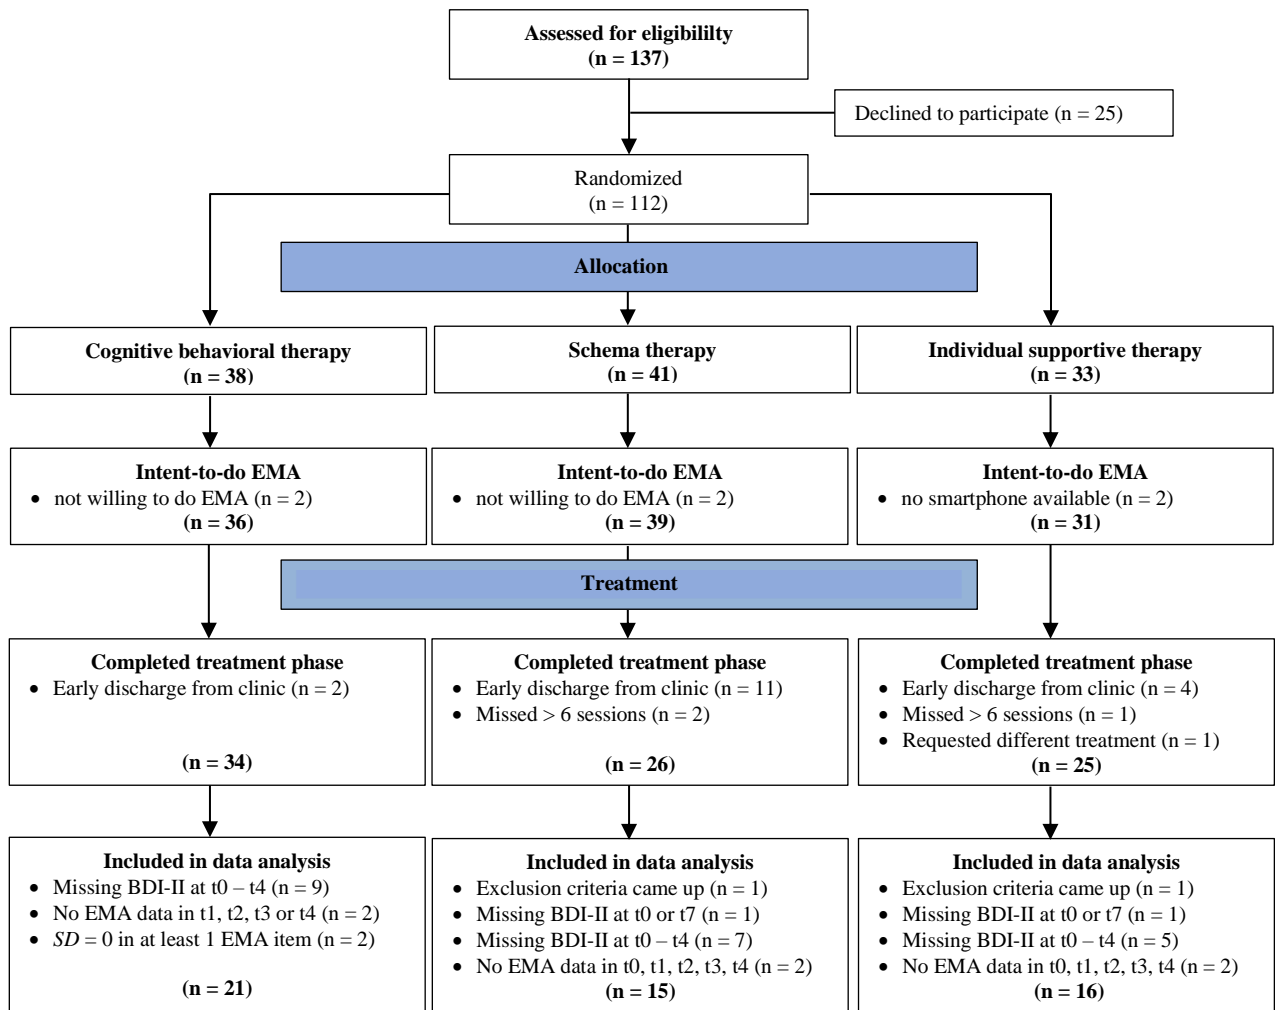 Assessed for eligibililty
(n = 137)
Declined to participate (n = 25)
Randomized
(n = 112)
Allocation
Cognitive behavioral therapy
(n = 38)
Schema therapy
(n = 41)
Individual supportive therapy
(n = 33)
Intent-to-do EMA
• not willing to do EMA (n = 2)
(n = 36)
Intent-to-do EMA
• not willing to do EMA (n = 2)
(n = 39)
Intent-to-do EMA
• no smartphone available (n = 2)
(n = 31)
Treatment
Completed treatment phase
• Early discharge from clinic (n = 2)
(n = 34)
Completed treatment phase
• Early discharge from clinic (n = 11)
• Missed > 6 sessions (n = 2)
(n = 26)
Completed treatment phase
• Early discharge from clinic (n = 4)
• Missed > 6 sessions (n = 1)
• Requested different treatment (n = 1)
(n = 25)
Included in data analysis
• Missing BDI-II at t0 – t4 (n = 9)
• No EMA data in t1, t2, t3 or t4 (n = 2)
• SD = 0 in at least 1 EMA item (n = 2)
(n = 21)
Included in data analysis
• Exclusion criteria came up (n = 1)
• Missing BDI-II at t0 or t7 (n = 1)
• Missing BDI-II at t0 – t4 (n = 7)
• No EMA data in t0, t1, t2, t3, t4 (n = 2)
(n = 15)
Included in data analysis
• Exclusion criteria came up (n = 1)
• Missing BDI-II at t0 or t7 (n = 1)
• Missing BDI-II at t0 – t4 (n = 5)
• No EMA data in t0, t1, t2, t3, t4 (n = 2)
(n = 16)